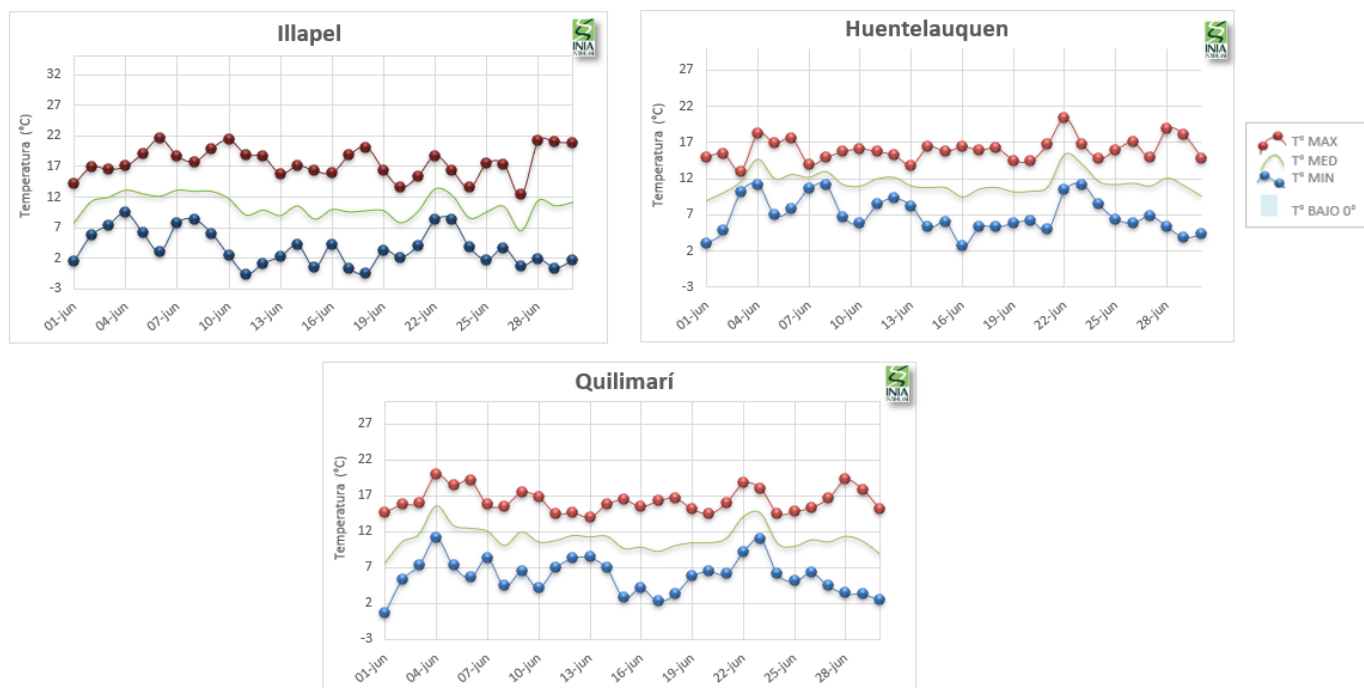 Illapel
INIA
Temperatura (°C)
32
27
22
17
12
7
2
-3
01-jun
04-jun
07-jun
10-jun
13-jun
16-jun
19-jun
22-jun
25-jun
28-jun
Huentelauquen
INIA
Temperatura (°C)
27
22
17
12
7
2
-3
01-jun
04-jun
07-jun
10-jun
13-jun
16-jun
19-jun
22-jun
25-jun
28-jun
T° MAX
T° MED
T° MIN
T° BAJO 0°
Quilimarí
INIA
Temperatura (°C)
27
22
17
12
7
2
-3
01-jun
04-jun
07-jun
10-jun
13-jun
16-jun
19-jun
22-jun
25-jun
28-jun